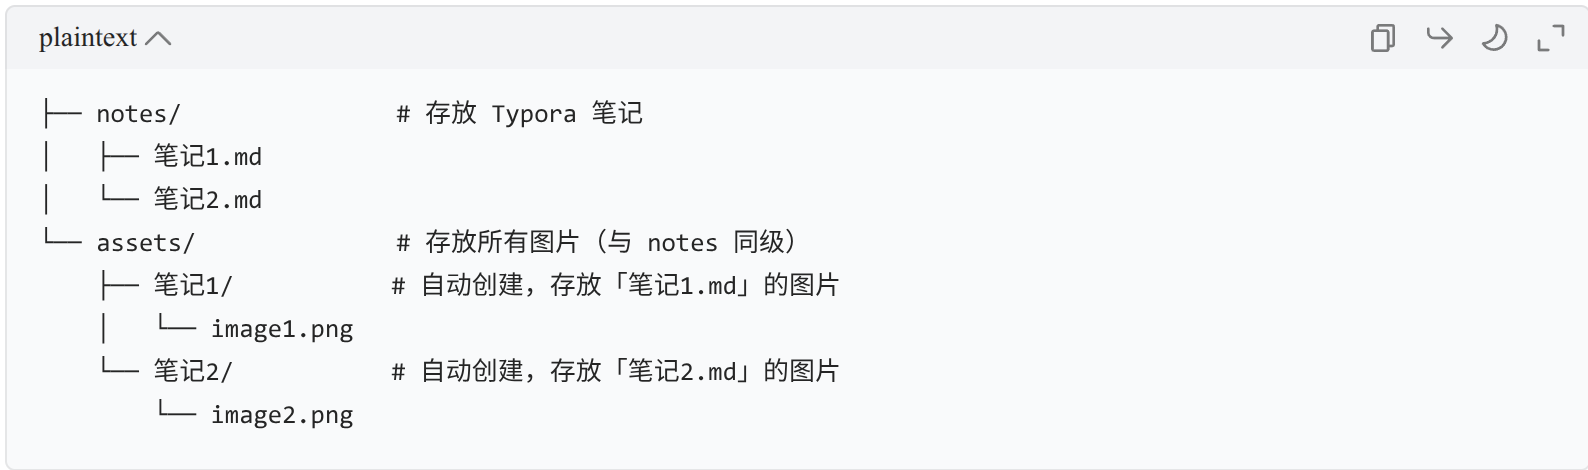 plaintext
├── notes/               # 存放 Typora 笔记
│   ├── 笔记1.md
│   └── 笔记2.md
└── assets/              # 存放所有图片（与 notes 同级）
    ├── 笔记1/           # 自动创建，存放「笔记1.md」的图片
    │   └── image1.png
    └── 笔记2/           # 自动创建，存放「笔记2.md」的图片
        └── image2.png